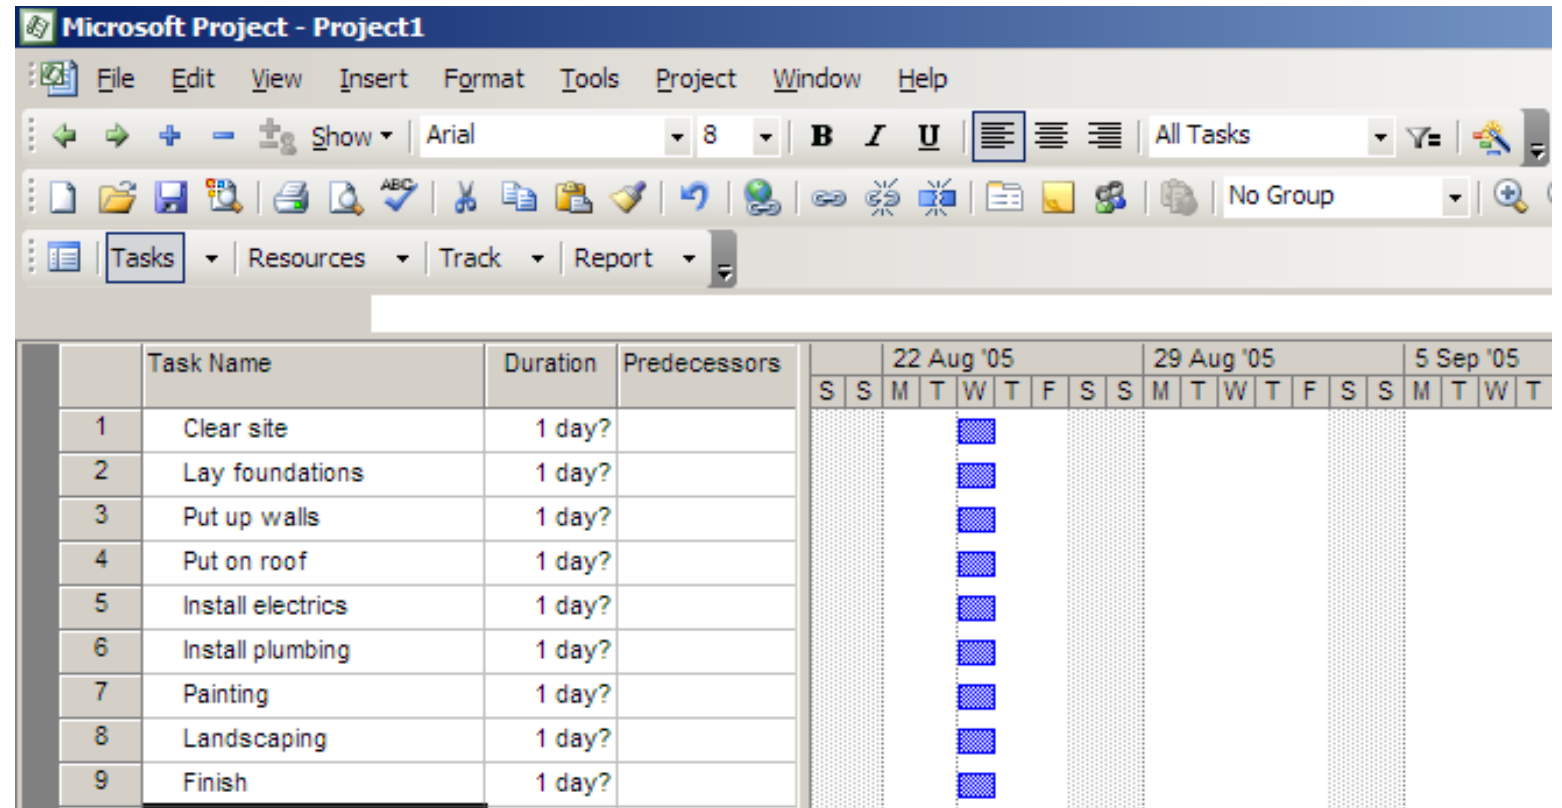 Microsoft Project - Project1
File Edit View Insert Format Tools Project Window Help
Show Arial 8 B I U All Tasks
ABC No Group
Tasks Resources Track Report
Task Name Duration Predecessors 22 Aug '05 29 Aug '05 5 Sep '05
S S M T W T F S S M T W T F S S M T W T
1 Clear site 1 day?
2 Lay foundations 1 day?
3 Put up walls 1 day?
4 Put on roof 1 day?
5 Install electrics 1 day?
6 Install plumbing 1 day?
7 Painting 1 day?
8 Landscaping 1 day?
9 Finish 1 day?